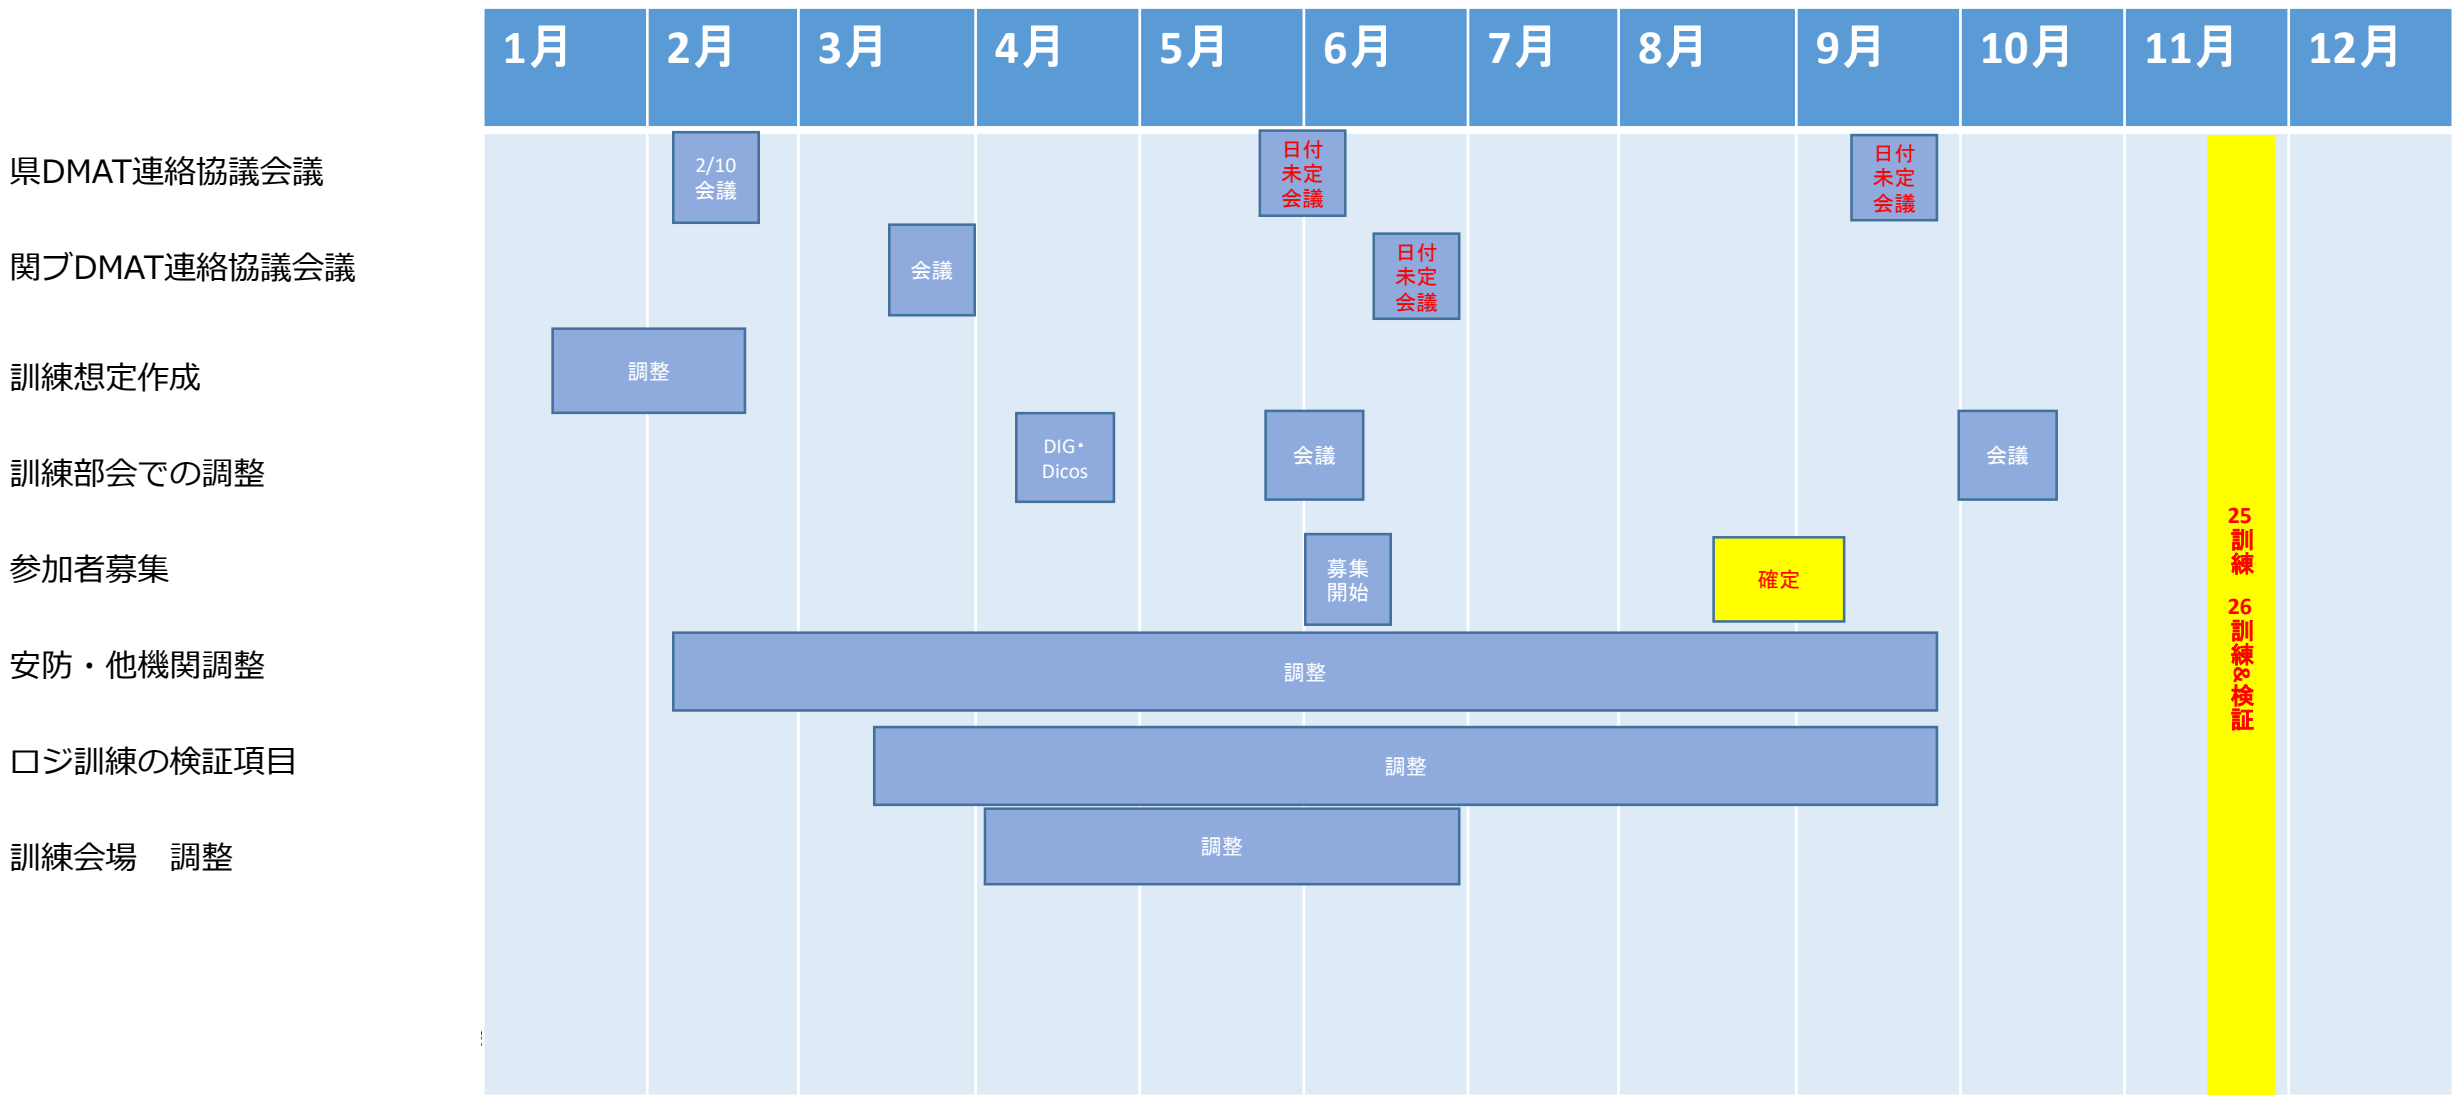 1月
2月
3月
4月
5月
6月
7月
8月
9月
10月
11月
12月
県DMAT連絡協議会議
2/10
会議
日付
未定
会議
日付
未定
会議
関ブDMAT連絡協議会議
会議
日付
未定
会議
訓練想定作成
調整
訓練部会での調整
DIG・
Dicos
会議
会議
参加者募集
募集
開始
確定
安防・他機関調整
調整
ロジ訓練の検証項目
調整
訓練会場　調整
調整
25訓練　26訓練&検証